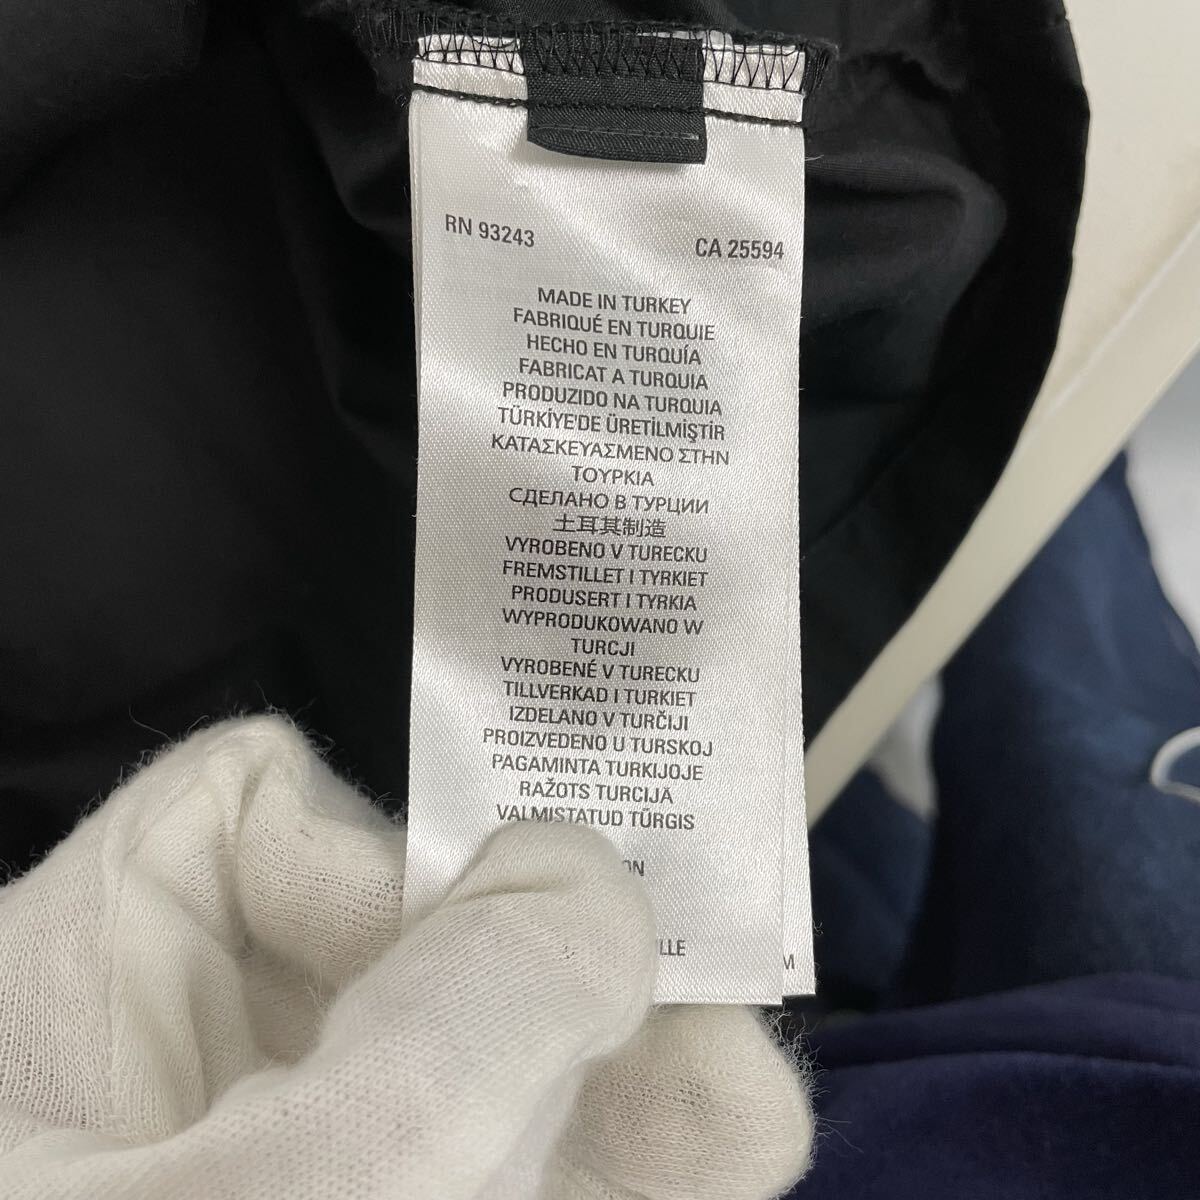 RN 93243 CA 25594
MADE IN TURKEY
FABRIQUÉ EN TURQUIE
HECHO EN TURQUÍA
FABRICAT A TURQUIA
PRODUZIDO NA TURQUIA
TÜRKİYE'DE ÜRETİLMİŞTİR
ΚΑΤΑΣΚΕΥΑΣΜΕΝΟ ΣΤΗΝ
ΤΟΥΡΚΙΑ
СДЕЛАНО В ТУРЦИИ
土耳其制造
VYROBENO V TURECKU
FREMSTILLET I TYRKIET
PRODUSERT I TYRKIA
WYPRODUKOWANO W
TURCJI
VYROBENÉ V TURECKU
TILLVERKAD I TURKIET
IZDELANO V TURČIJI
PROIZVEDENO U TURSKOJ
PAGAMINTA TURKIJOJE
RAŽOTS TURCIJĀ
VALMISTATUD TÜRGIS